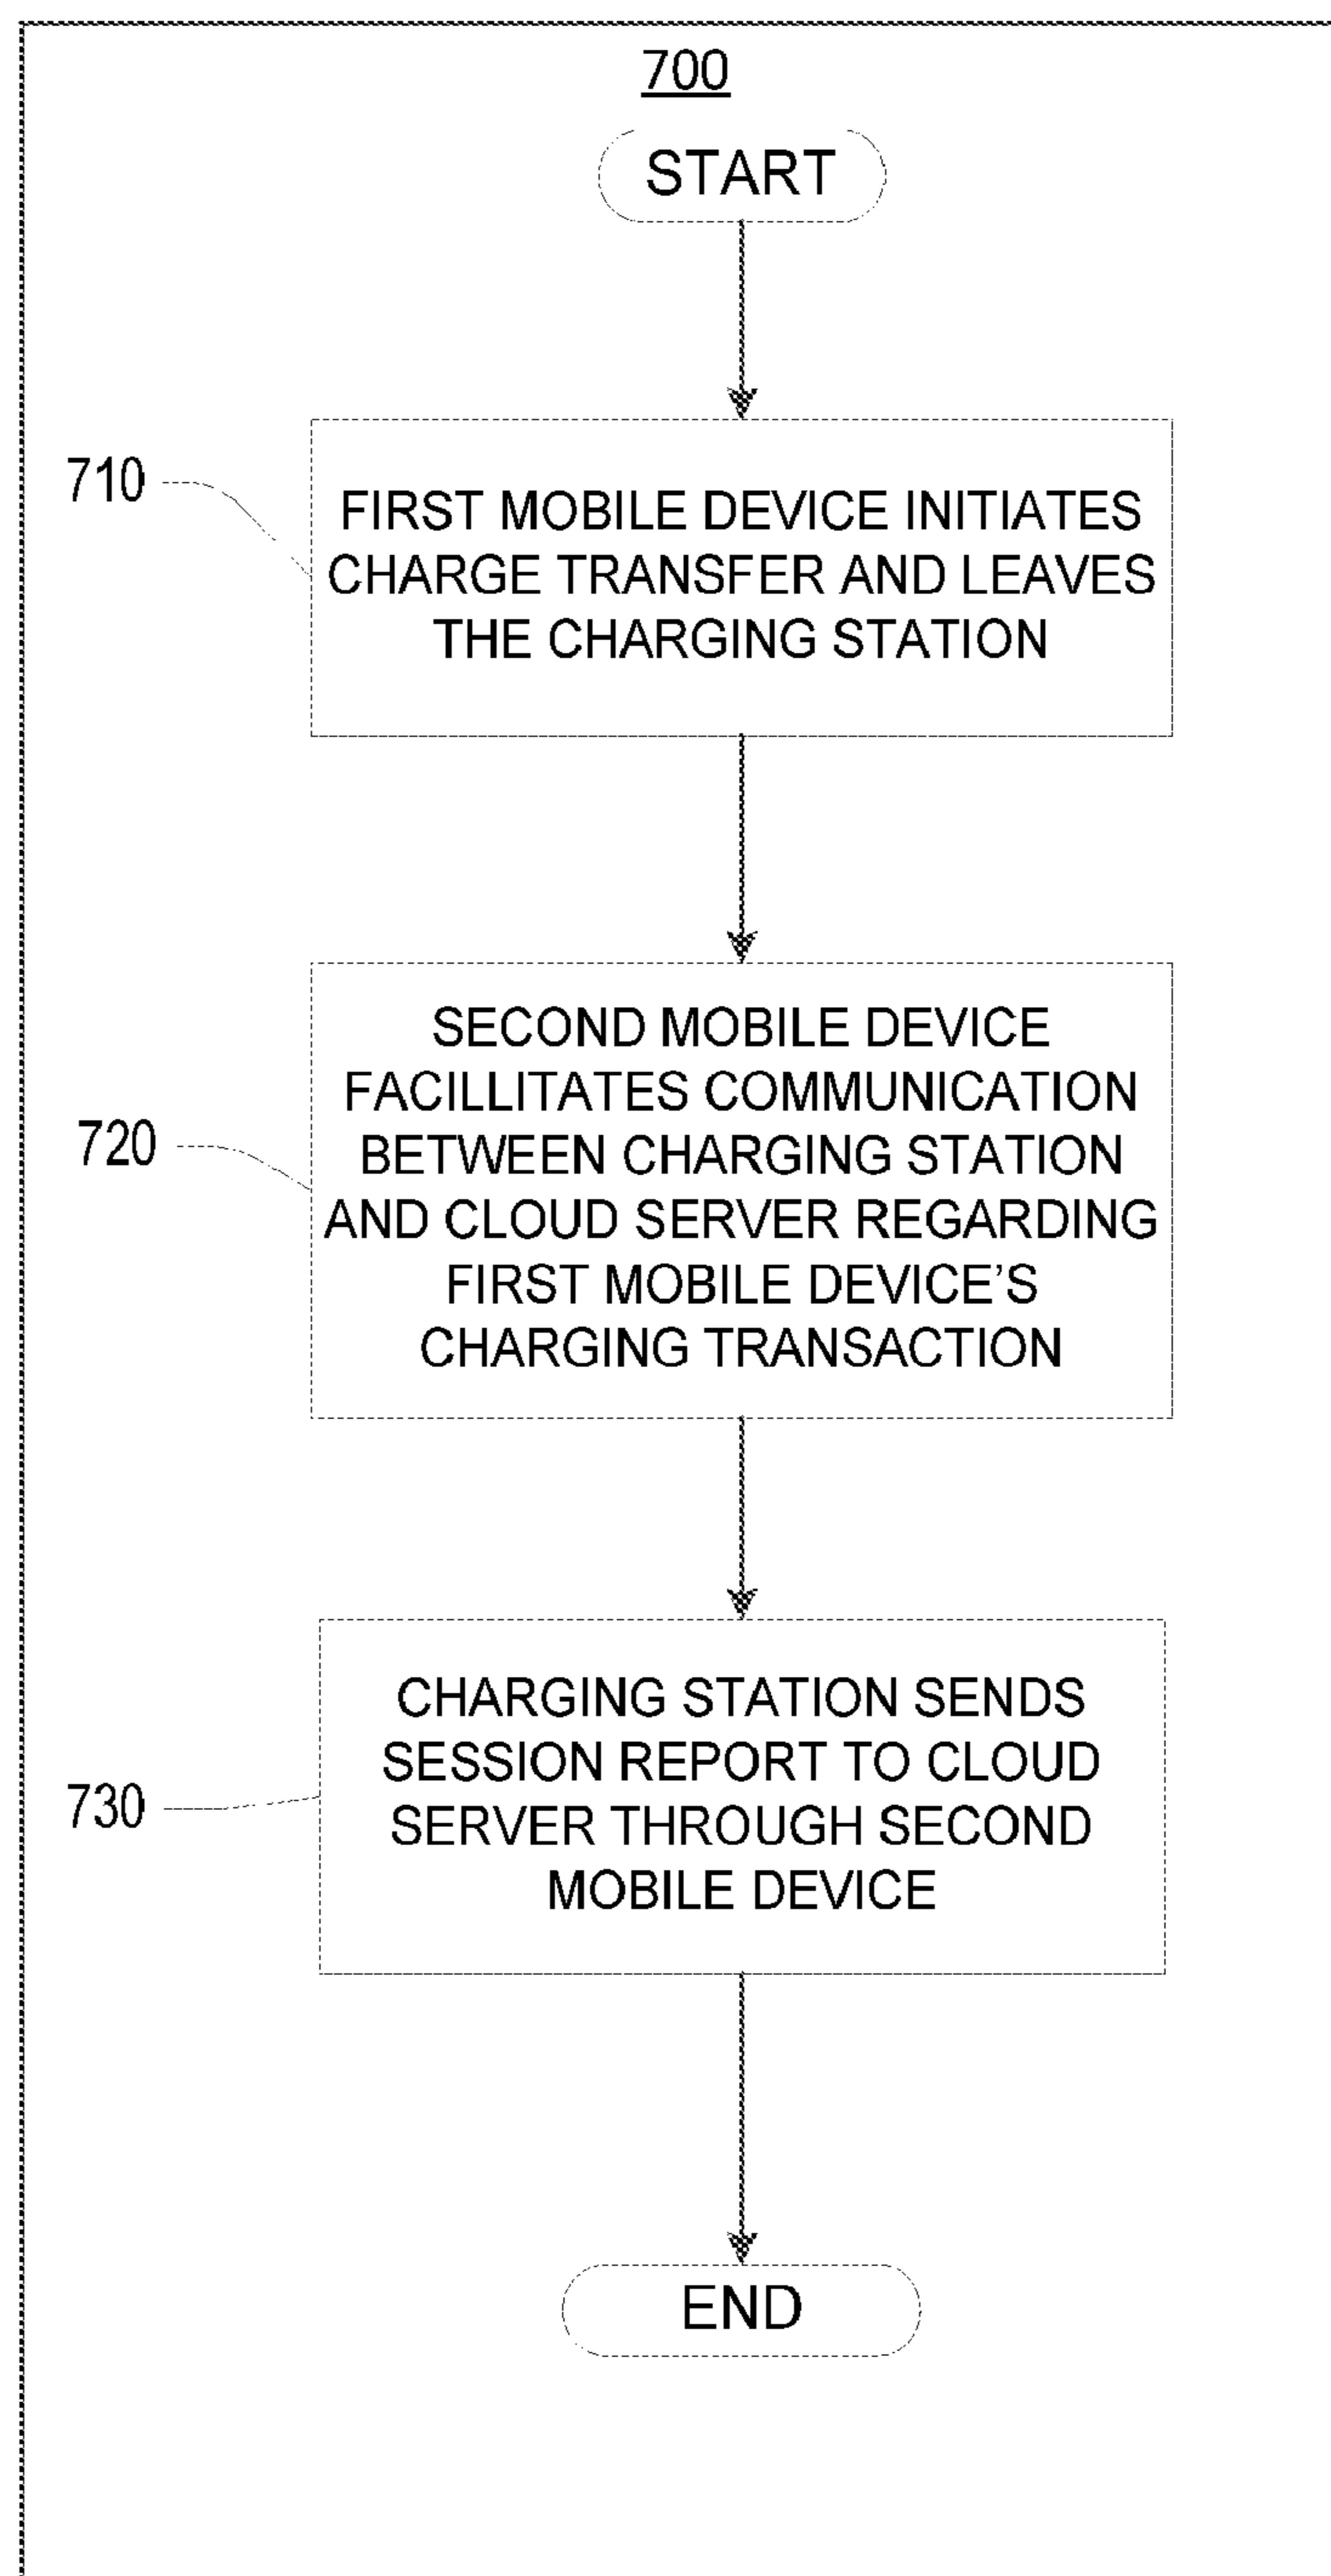 700
START
710
FIRST MOBILE DEVICE INITIATES
CHARGE TRANSFER AND LEAVES
THE CHARGING STATION
720
SECOND MOBILE DEVICE
FACILLITATES COMMUNICATION
BETWEEN CHARGING STATION
AND CLOUD SERVER REGARDING
FIRST MOBILE DEVICE’S
CHARGING TRANSACTION
730
CHARGING STATION SENDS
SESSION REPORT TO CLOUD
SERVER THROUGH SECOND
MOBILE DEVICE
END